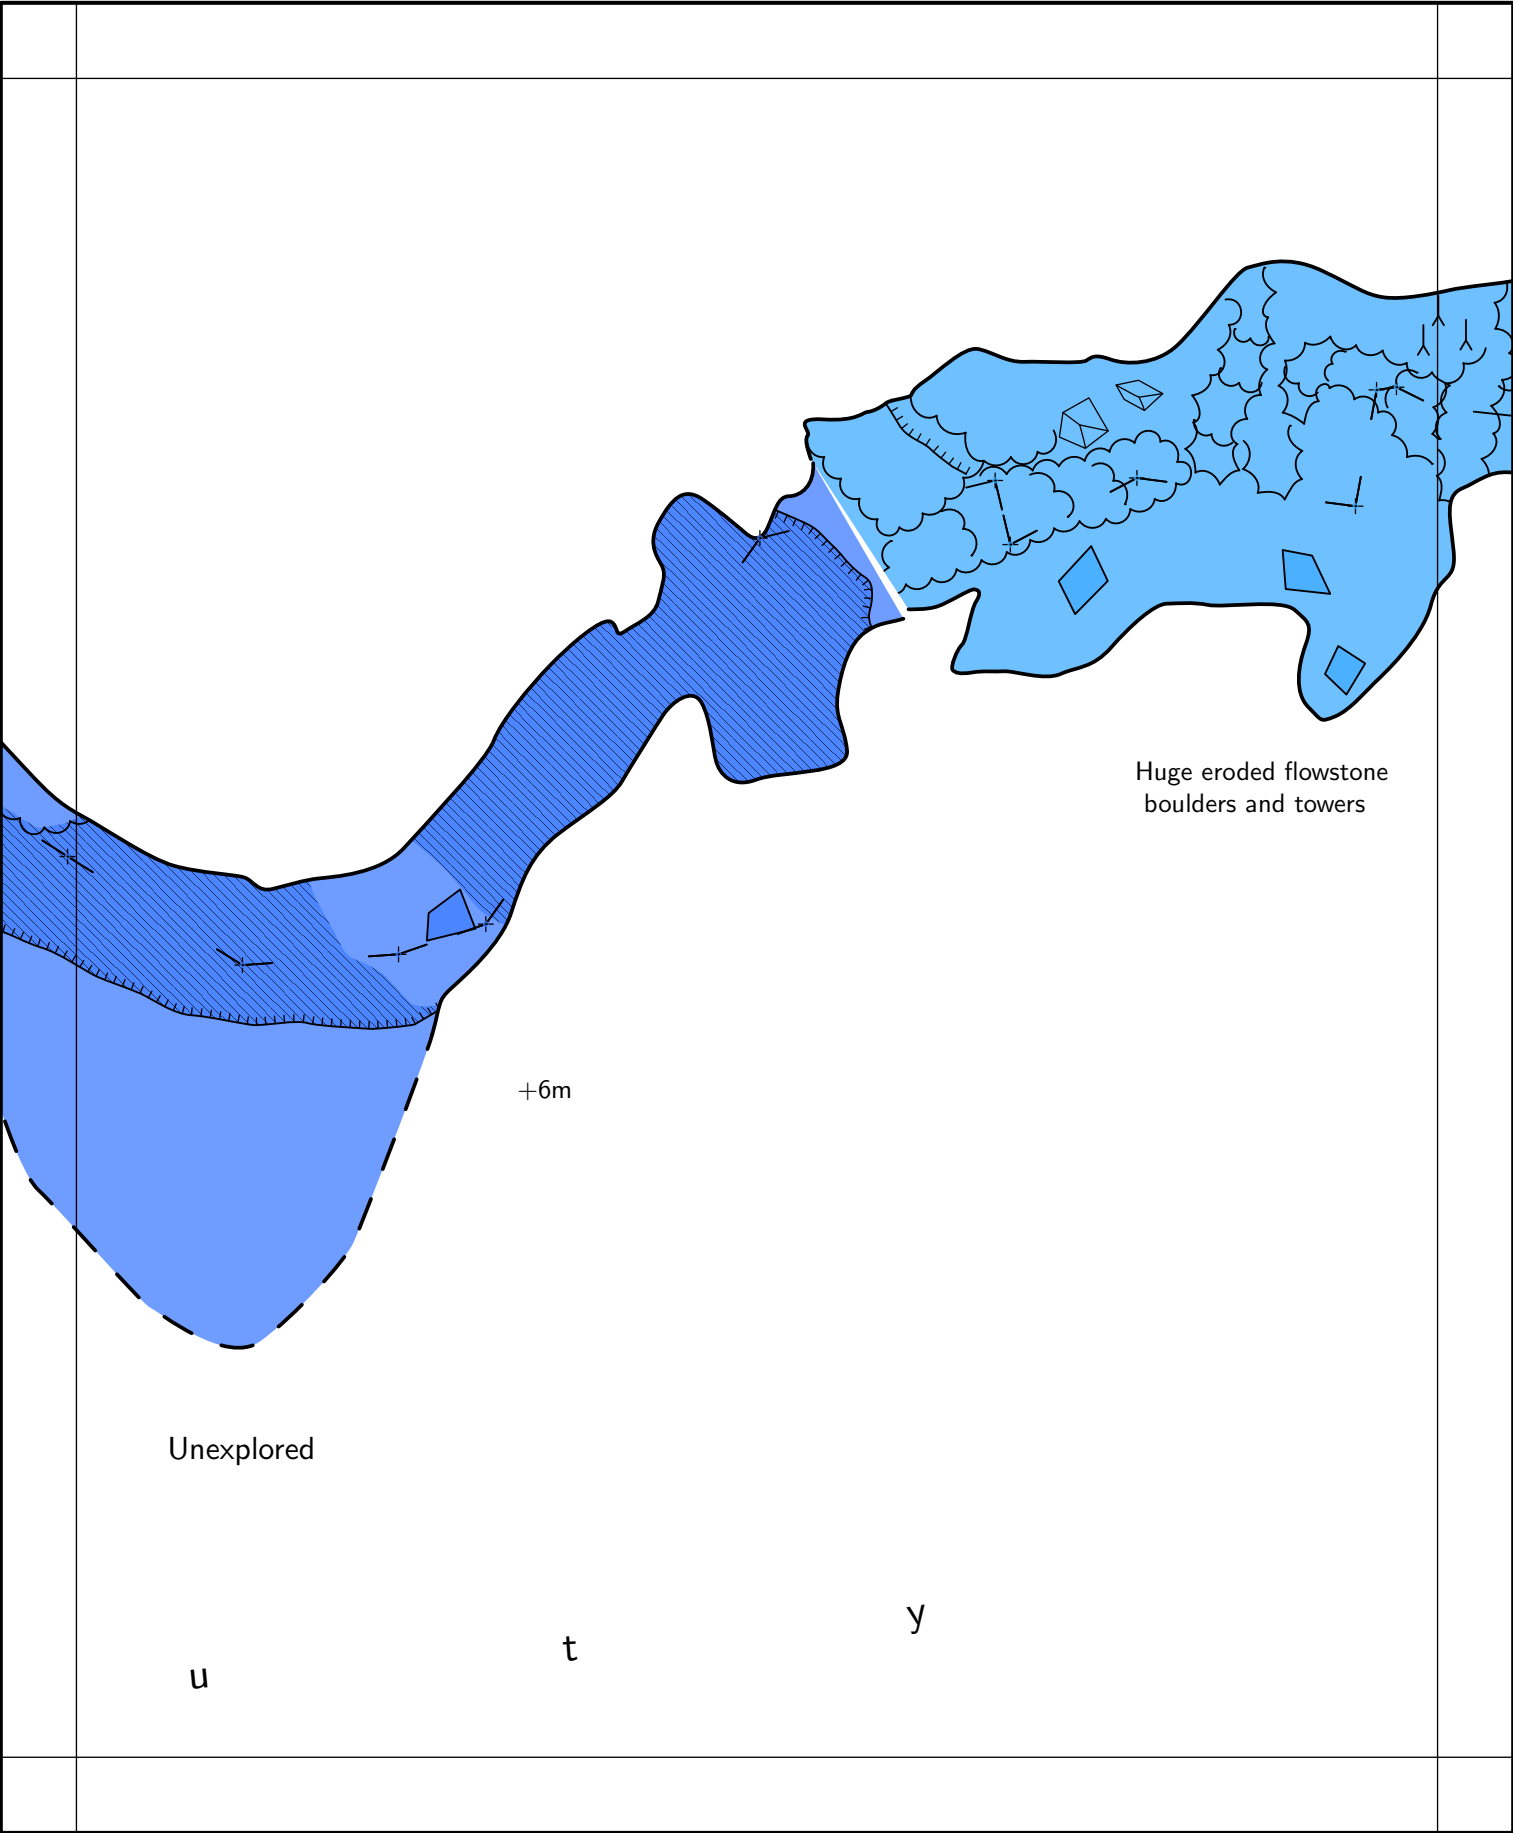 Huge eroded flowstone
boulders and towers
+6m
Unexplored
y
t
u